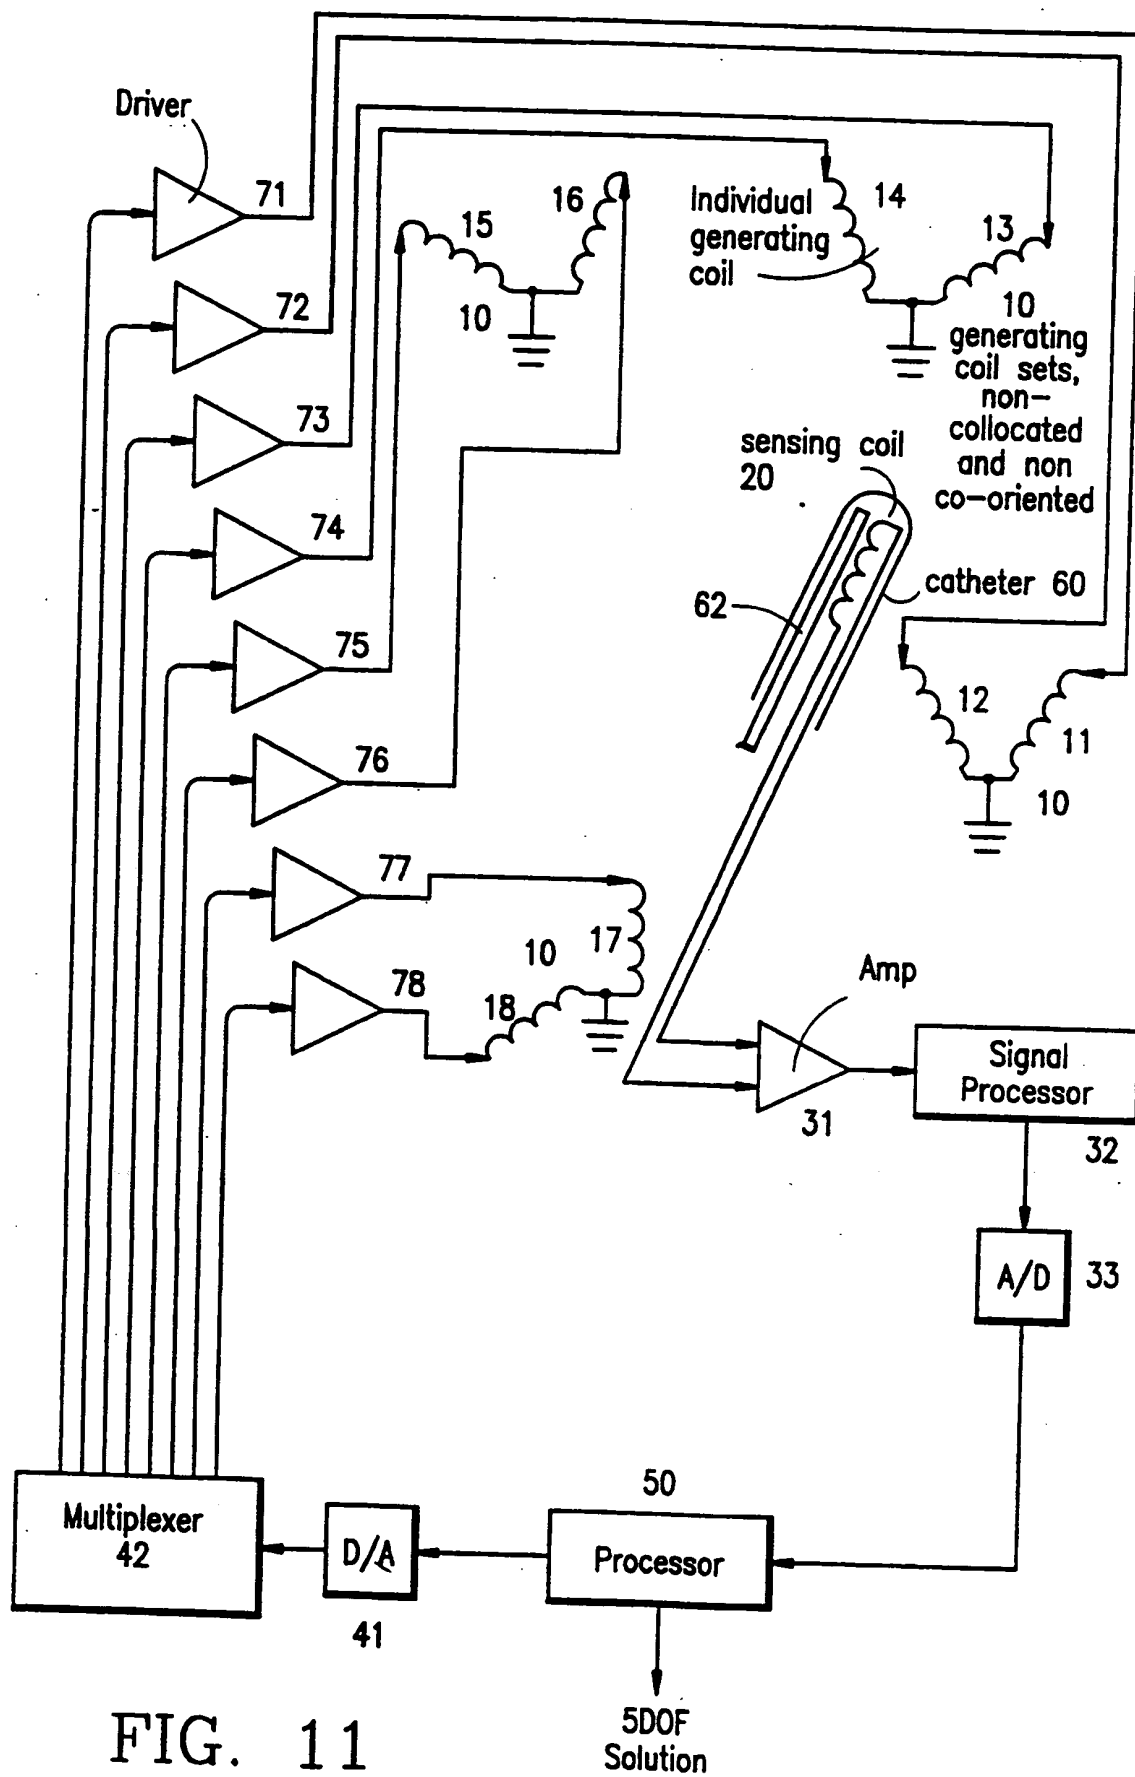 Driver
71
72
73
74
75
76
77
78
15
16
10
Individual
generating
coil
14
13
10
generating
coil sets,
non-
collocated
and non
co-oriented
sensing coil
20
catheter 60
62
12
11
10
10
17
18
Amp
31
Signal
Processor
32
A/D
33
50
Processor
D/A
41
Multiplexer
42
5DOF
Solution
FIG. 11